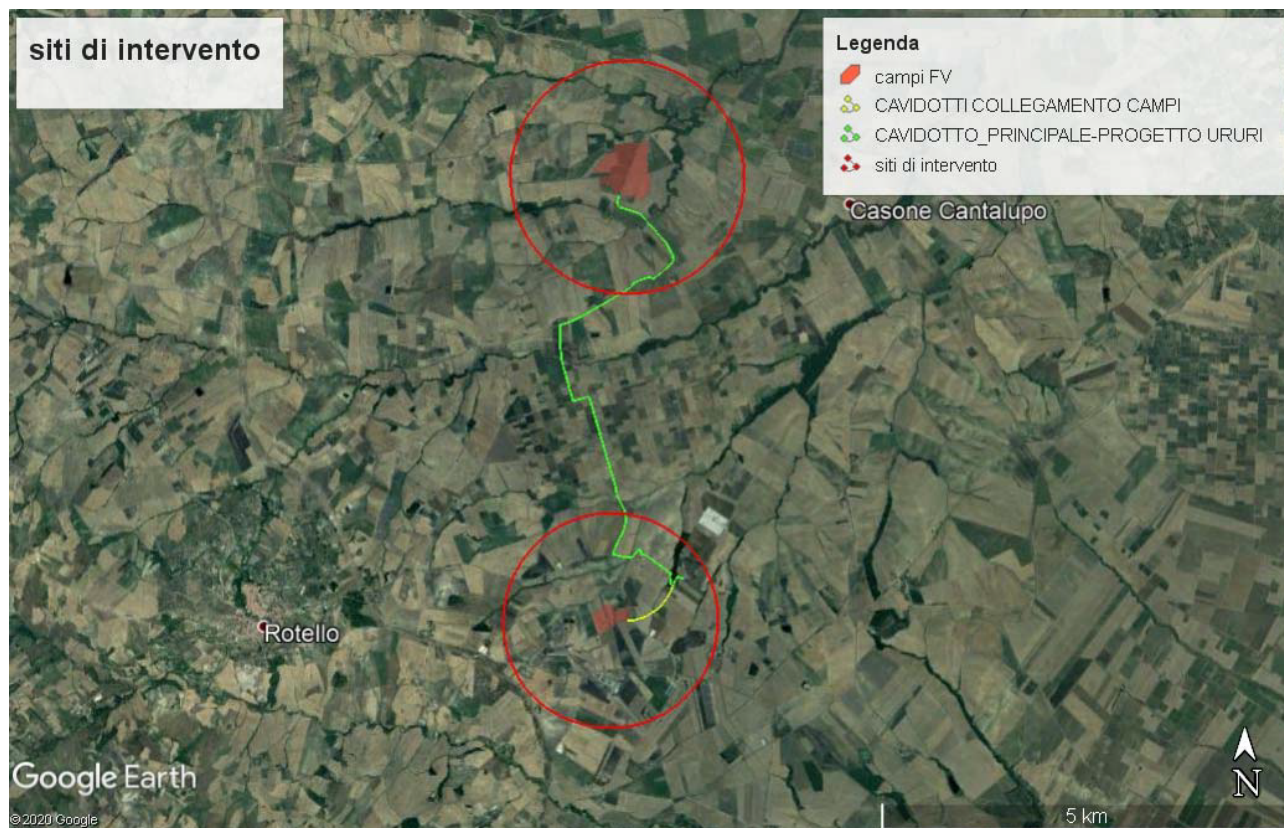 siti di intervento
Legenda
campi FV
CAVIDOTTI COLLEGAMENTO CAMPI
CAVIDOTTO_PRINCIPALE-PROGETTO URURI
siti di intervento
Casone Cantalupo
Rotello
Google Earth
©2020 Google
N
5 km